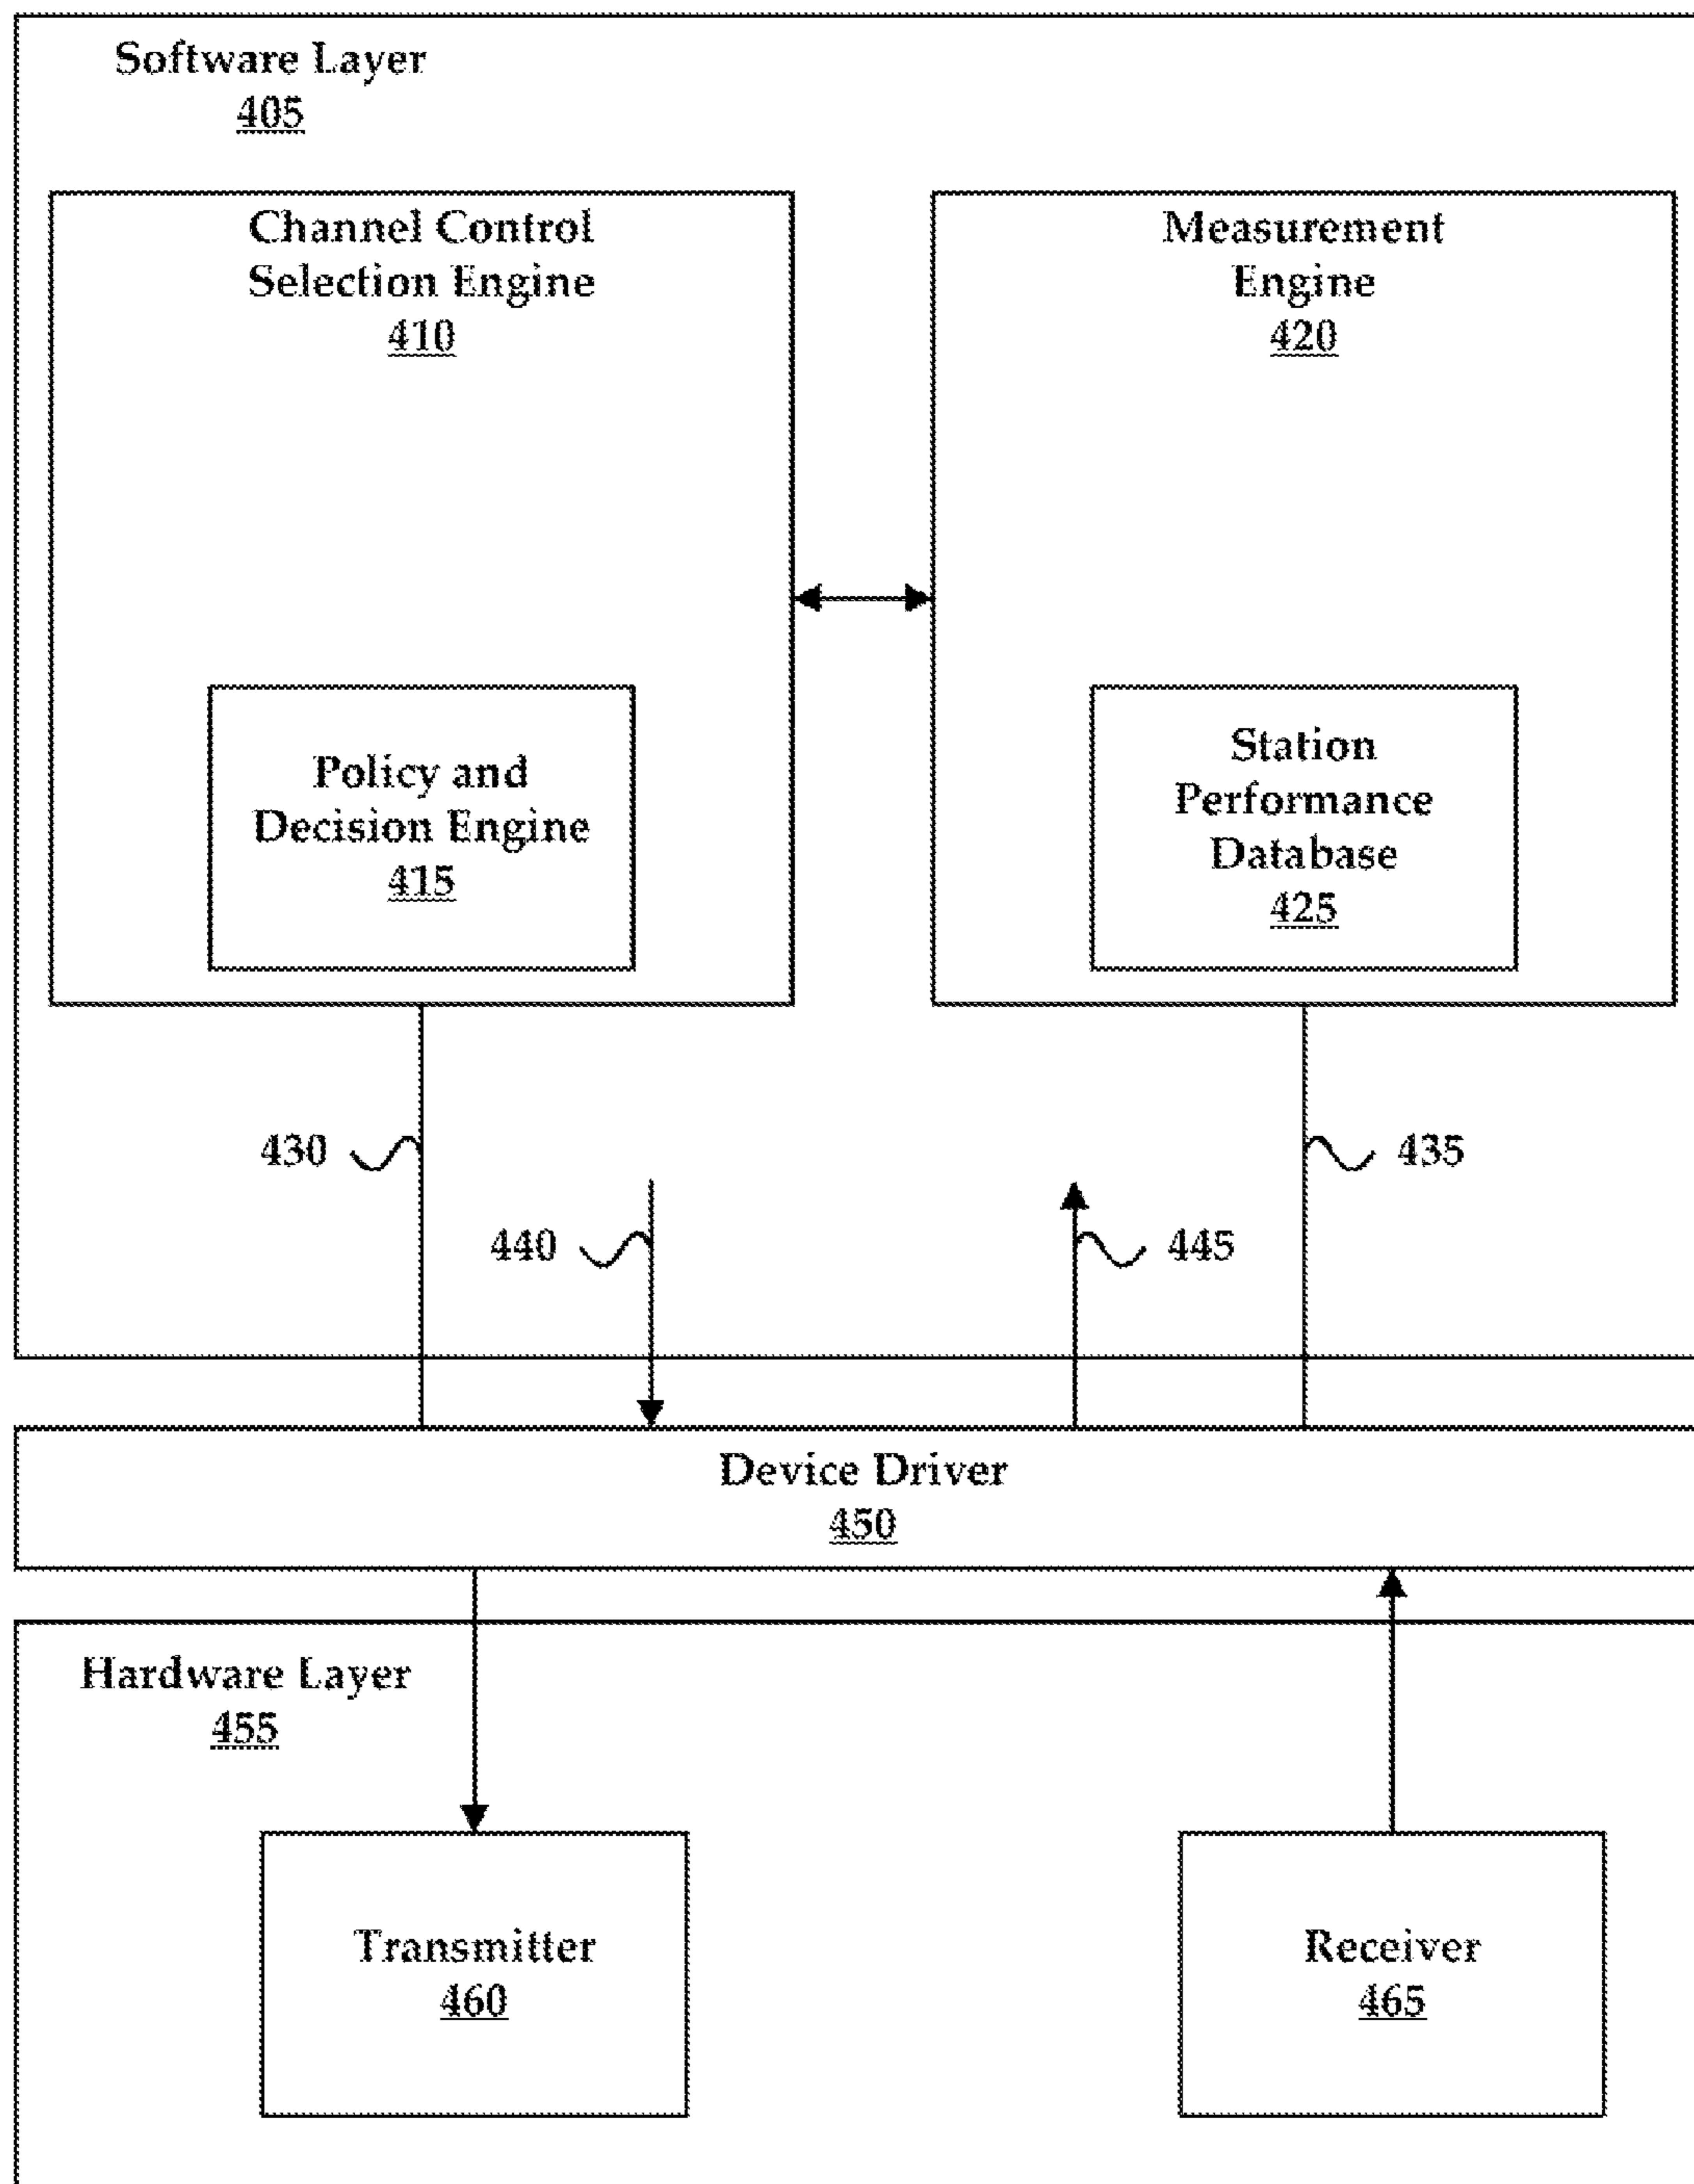 Software Layer
405
Channel Control
Selection Engine
410
Measurement
Engine
420
Policy and
Decision Engine
415
Station
Performance
Database
425
430
435
440
445
Device Driver
450
Hardware Layer
455
Transmitter
460
Receiver
465